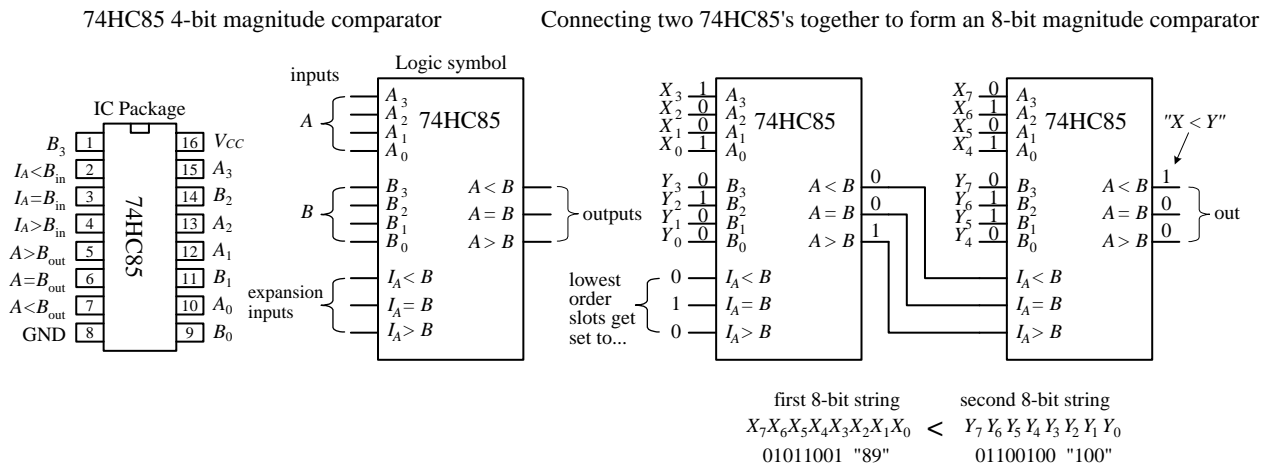 74HC85 4-bit magnitude comparator
IC Package
B3 1
IA<Bin 2
IA=Bin 3
IA>Bin 4
A>Bout 5
A=Bout 6
A<Bout 7
GND 8
74HC85
16 VCC
15 A3
14 B2
13 A2
12 A1
11 B1
10 A0
9 B0
Logic symbol
inputs
A
A3
A2
A1
A0
B
B3
B2
B1
B0
expansion
inputs
IA< B
IA= B
IA> B
74HC85
A < B
A = B
A > B
outputs
Connecting two 74HC85's together to form an 8-bit magnitude comparator
X3 1 A3
X2 0 A2
X1 0 A1
X0 1 A0
Y3 0 B3
Y2 1 B2
Y1 0 B1
Y0 0 B0
lowest
order
slots get
set to...
0 IA< B
1 IA= B
0 IA> B
74HC85
A < B 0
A = B 0
A > B 1
X7 0 A3
X6 1 A2
X5 0 A1
X4 1 A0
Y7 0 B3
Y6 1 B2
Y5 1 B1
Y4 0 B0
IA< B
IA= B
IA> B
74HC85
"X < Y"
A < B 1
A = B 0
A > B 0
out
first 8-bit string
X7X6X5X4X3X2X1X0
01011001 "89"
<
second 8-bit string
Y7 Y6 Y5 Y4 Y3 Y2 Y1 Y0
01100100 "100"